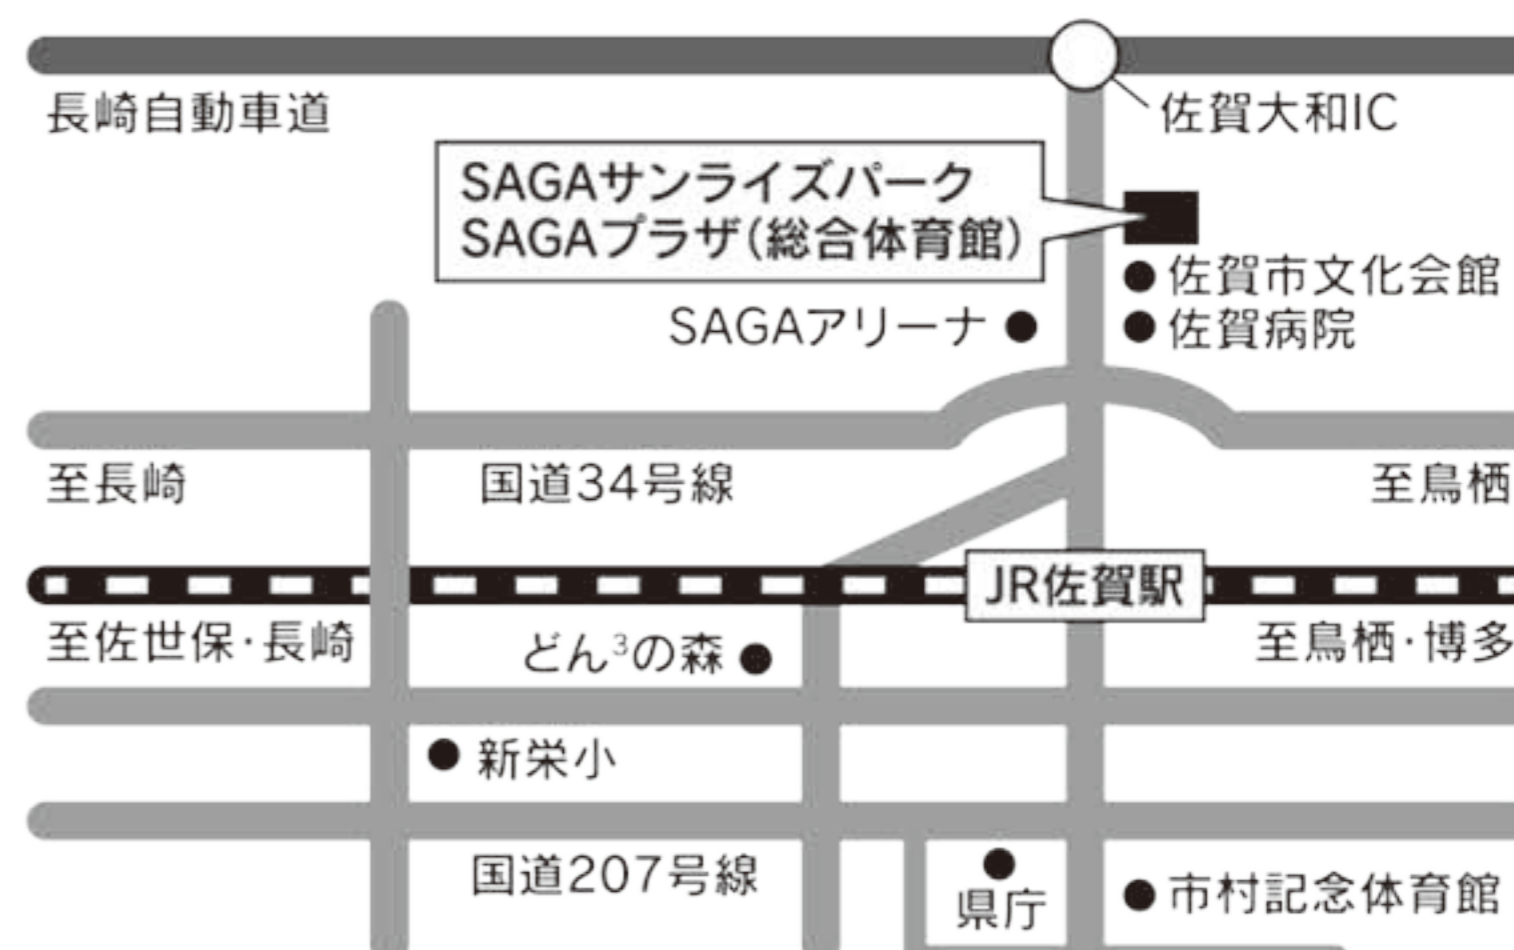 長崎自動車道
佐賀大和IC
SAGAサンライズパーク
SAGAプラザ(総合体育館)
佐賀市文化会館
SAGAアリーナ
佐賀病院
至長崎
国道34号線
至鳥栖
JR佐賀駅
至佐世保・長崎
どん³の森
至鳥栖・博多
新栄小
国道207号線
県庁
市村記念体育館